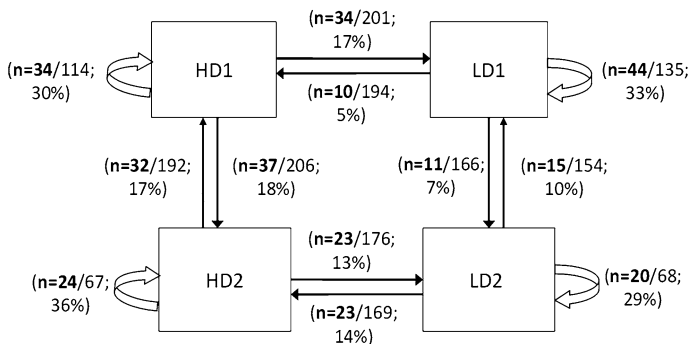 (n=34/201;
17%)
(n=34/114;
30%)
HD1
LD1
(n=44/135;
33%)
(n=10/194;
5%)
(n=32/192;
17%)
(n=37/206;
18%)
(n=11/166;
7%)
(n=15/154;
10%)
(n=23/176;
13%)
(n=24/67;
36%)
HD2
LD2
(n=20/68;
29%)
(n=23/169;
14%)